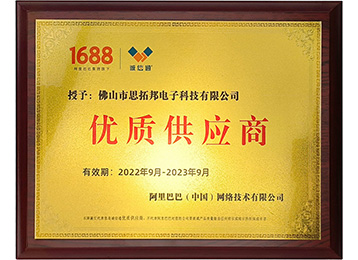 1688 诚信通
授予：佛山市思拓邦电子科技有限公司
优质供应商
有效期：2022年9月-2023年9月
阿里巴巴（中国）网络技术有限公司